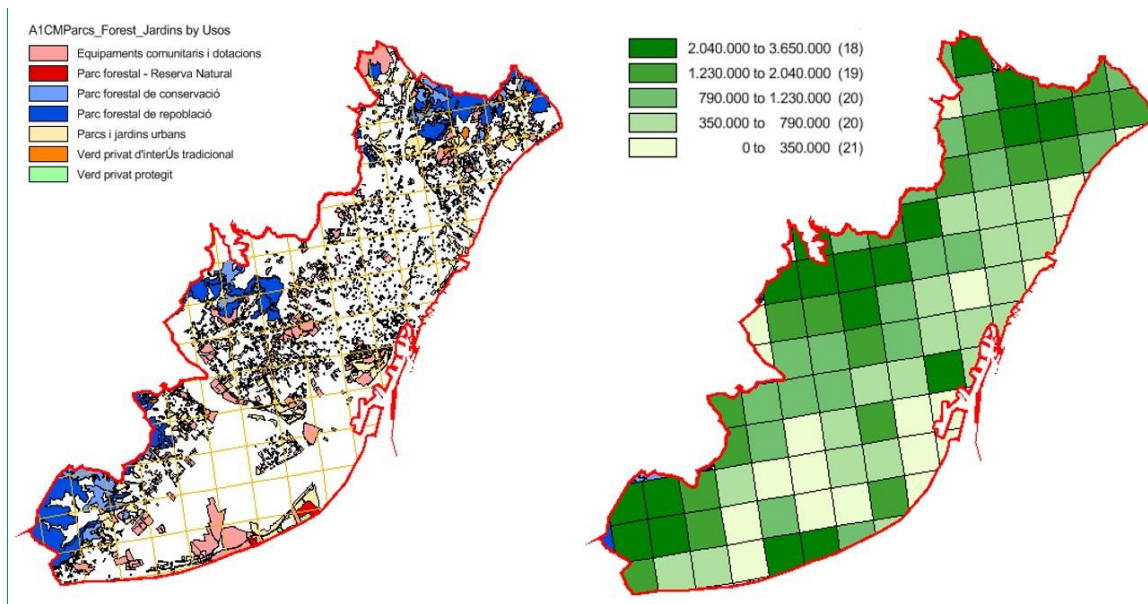 A1CMParcs_Forest_Jardins by Usos
Equipaments comunitaris i dotacions
Parc forestal - Reserva Natural
Parc forestal de conservació
Parc forestal de repoblació
Parcs i jardins urbans
Verd privat d'interÚs tradicional
Verd privat protegit
2.040.000 to 3.650.000 (18)
1.230.000 to 2.040.000 (19)
790.000 to 1.230.000 (20)
350.000 to 790.000 (20)
0 to 350.000 (21)